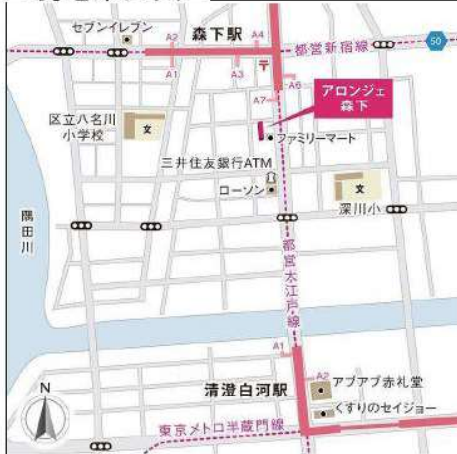 セブンイレブン
A2
森下駅
A4
都営新宿線
50
A1
A3
〒
A6
A7
アロンジェ
森下
区立八名川
小学校
文
ファミリーマート
三井住友銀行ATM
ローソン
文
深川小
隅田川
都営大江戸線
A1
清澄白河駅
A2
アブアブ赤札堂
くすりのセイジョー
N
東京メトロ半蔵門線